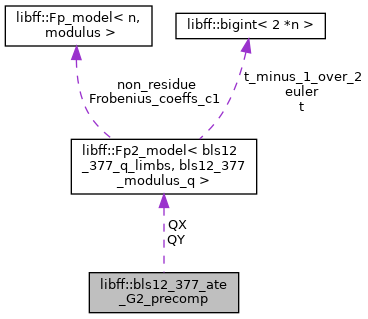 libff::Fp_model< n,
modulus >
libff::bigint< 2 *n >
non_residue
Frobenius_coeffs_c1
t_minus_1_over_2
euler
t
libff::Fp2_model< bls12
_377_q_limbs, bls12_377
_modulus_q >
QX
QY
libff::bls12_377_ate
_G2_precomp